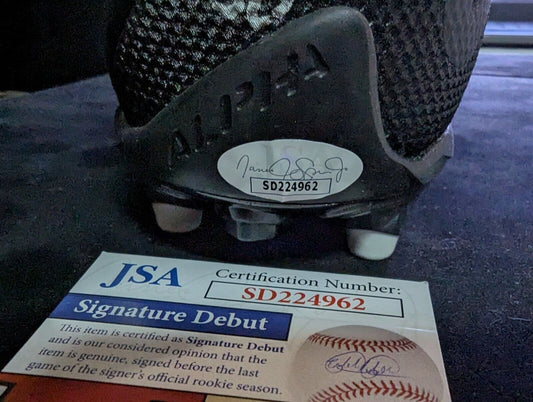 ALPHA
SD224962
JSA
Certification Number:
SD224962
Signature Debut
This item is certified as Signature Debut
and is our considered opinion that the
item is genuine, signed before the last
game of the signer's official rookie season.